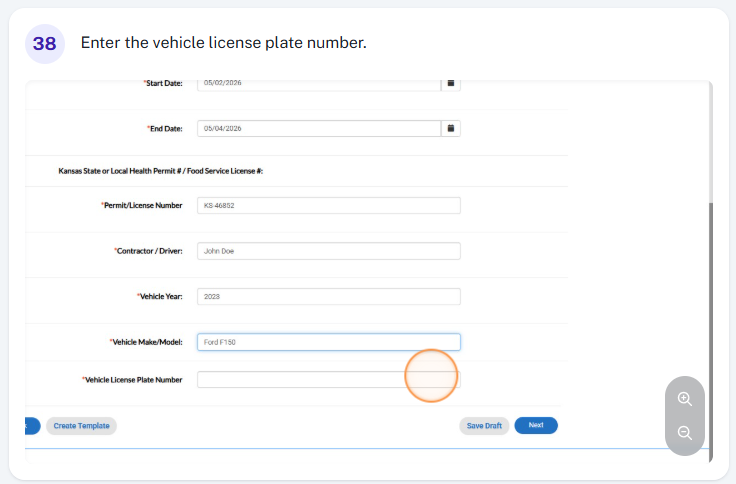 38 Enter the vehicle license plate number.
*Start Date: 05/02/2026
*End Date: 05/04/2026
Kansas State or Local Health Permit # / Food Service License #:
*Permit/License Number KS-46852
*Contractor / Driver: John Doe
*Vehicle Year: 2023
*Vehicle Make/Model: Ford F150
*Vehicle License Plate Number
Create Template Save Draft Next